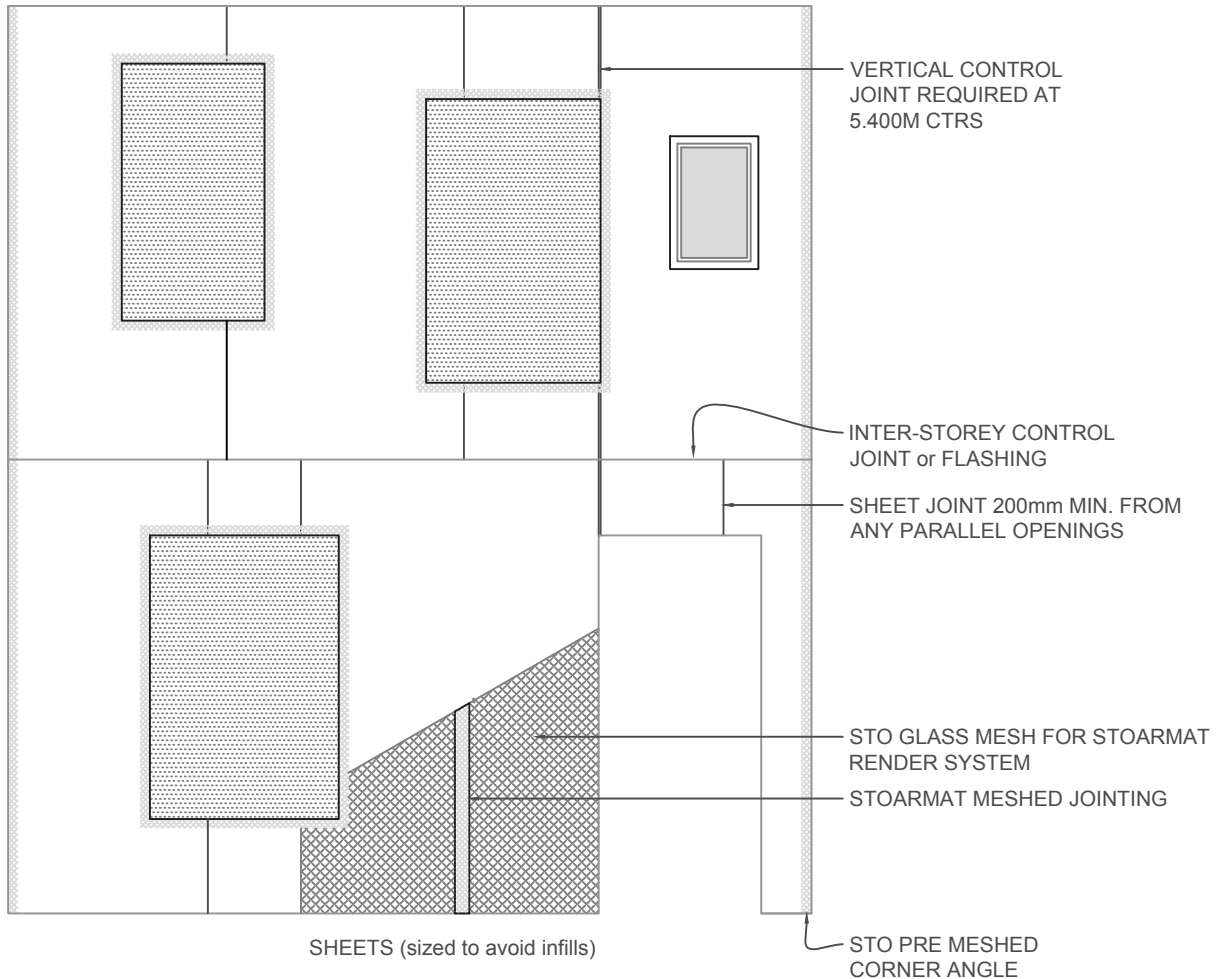 VERTICAL CONTROL
JOINT REQUIRED AT
5.400M CTRS
INTER-STOREY CONTROL
JOINT or FLASHING
SHEET JOINT 200mm MIN. FROM
ANY PARALLEL OPENINGS
STO GLASS MESH FOR STOARMAT
RENDER SYSTEM
STOARMAT MESHED JOINTING
SHEETS (sized to avoid infills)
STO PRE MESHED
CORNER ANGLE